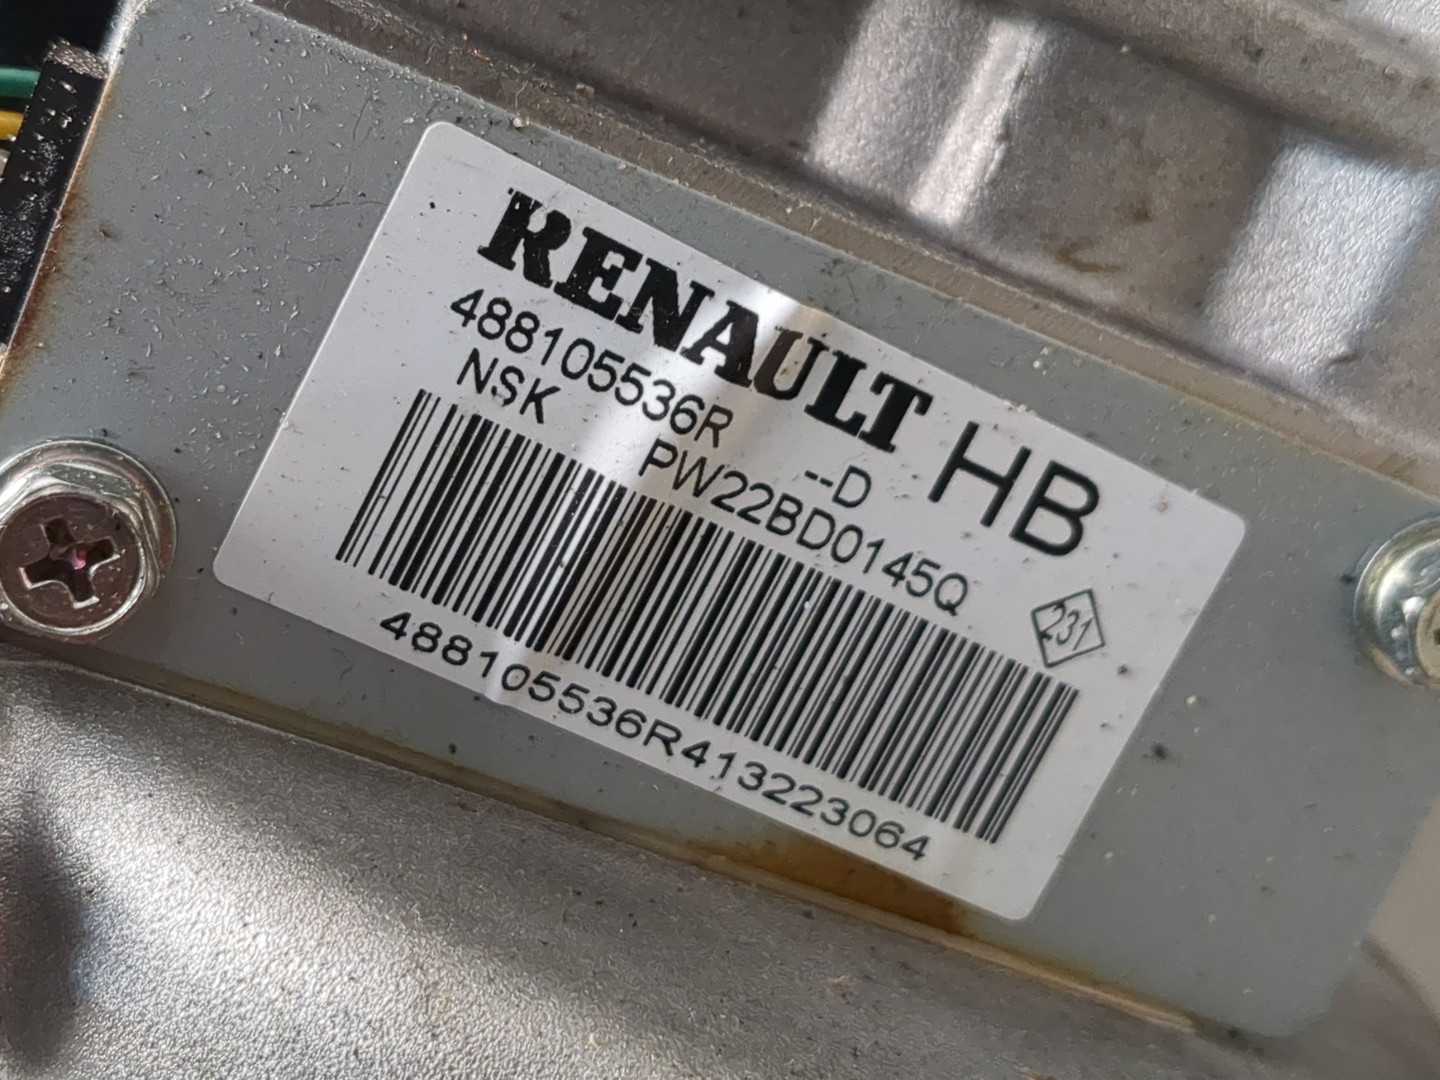 RENAULT
488105536R --D HB
NSK PW22BD0145Q
231
488105536R413223064